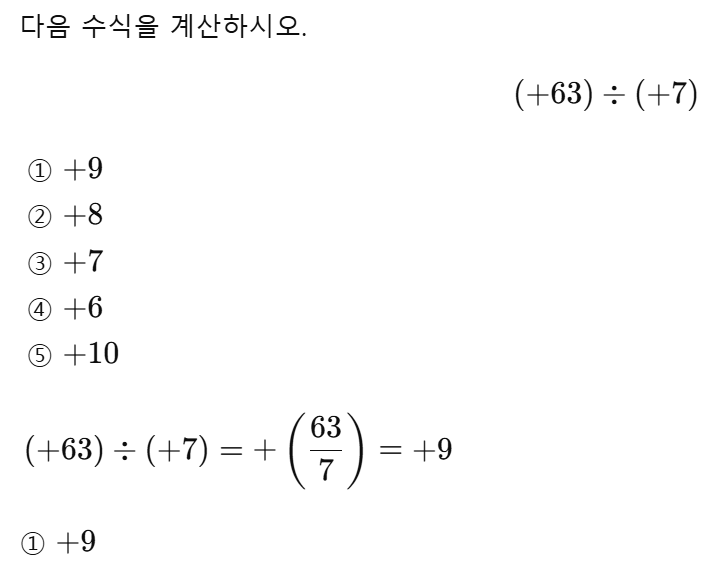 다음 수식을 계산하시오.
(+63) ÷ (+7)
① +9
② +8
③ +7
④ +6
⑤ +10
(+63) ÷ (+7) = + (63/7) = +9
① +9